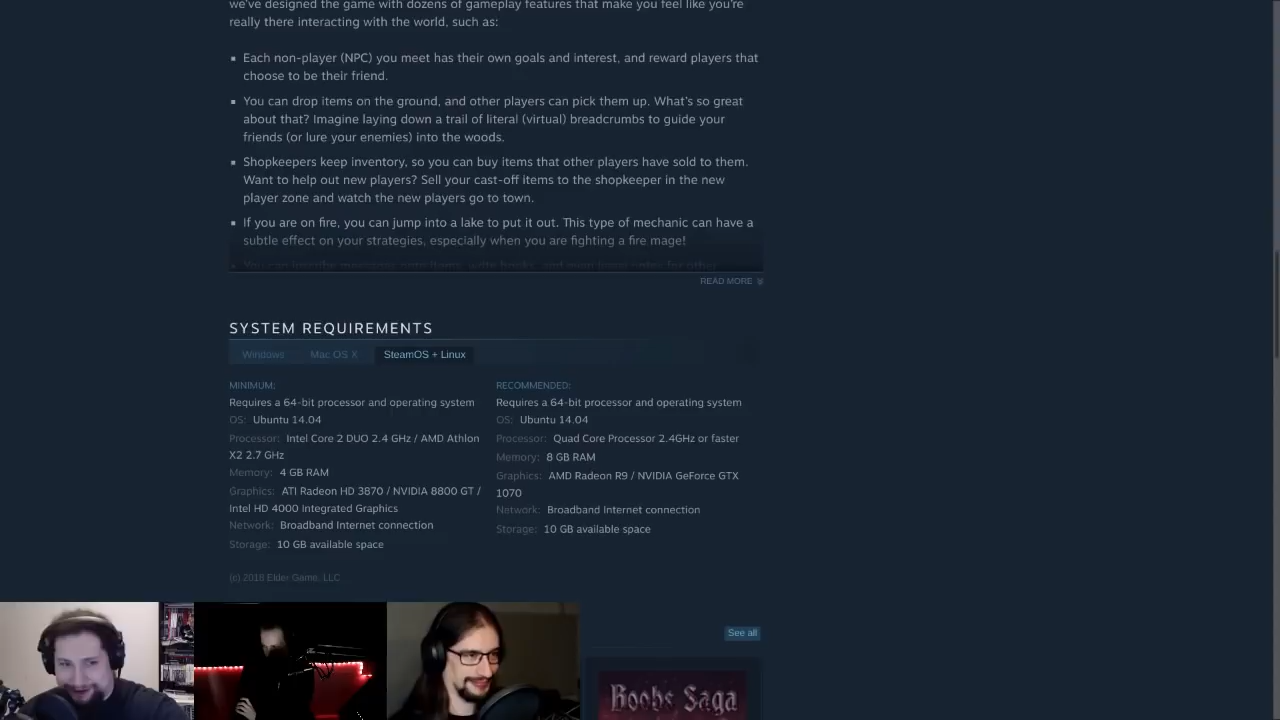 we've designed the game with dozens of gameplay features that make you feel like you're
really there interacting with the world, such as:
Each non-player (NPC) you meet has their own goals and interest, and reward players that
choose to be their friend.
You can drop items on the ground, and other players can pick them up. What's so great
about that? Imagine laying down a trail of literal (virtual) breadcrumbs to guide your
friends (or lure your enemies) into the woods.
Shopkeepers keep inventory, so you can buy items that other players have sold to them.
Want to help out new players? Sell your cast-off items to the shopkeeper in the new
player zone and watch the new players go to town.
If you are on fire, you can jump into a lake to put it out. This type of mechanic can have a
subtle effect on your strategies, especially when you are fighting a fire mage!
READ MORE
SYSTEM REQUIREMENTS
Windows Mac OS X SteamOS + Linux
MINIMUM:
Requires a 64-bit processor and operating system
OS: Ubuntu 14.04
Processor: Intel Core 2 DUO 2.4 GHz / AMD Athlon
X2 2.7 GHz
Memory: 4 GB RAM
Graphics: ATI Radeon HD 3870 / NVIDIA 8800 GT /
Intel HD 4000 Integrated Graphics
Network: Broadband Internet connection
Storage: 10 GB available space
RECOMMENDED:
Requires a 64-bit processor and operating system
OS: Ubuntu 14.04
Processor: Quad Core Processor 2.4GHz or faster
Memory: 8 GB RAM
Graphics: AMD Radeon R9 / NVIDIA GeForce GTX
1070
Network: Broadband Internet connection
Storage: 10 GB available space
(c) 2018 Elder Game, LLC
See all
Boobs Saga